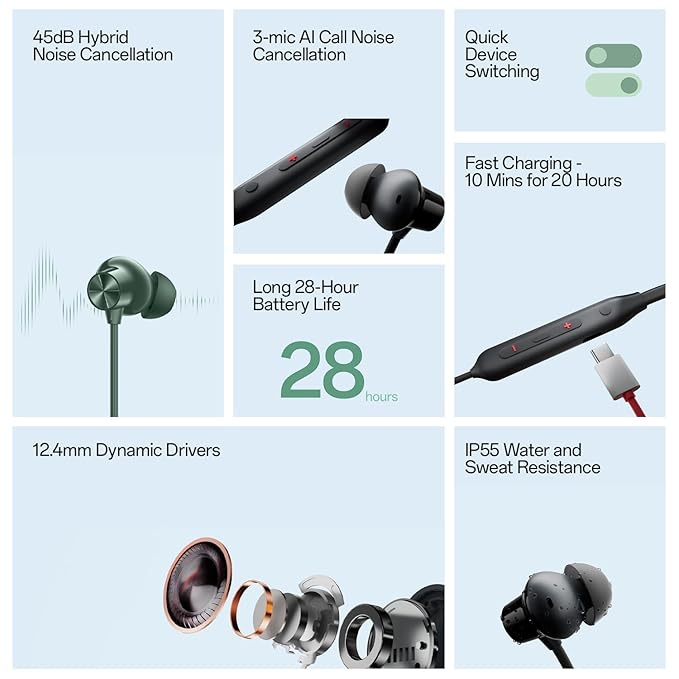 45dB Hybrid
Noise Cancellation
3-mic AI Call Noise
Cancellation
Quick
Device
Switching
Fast Charging -
10 Mins for 20 Hours
Long 28-Hour
Battery Life
28 hours
12.4mm Dynamic Drivers
IP55 Water and
Sweat Resistance